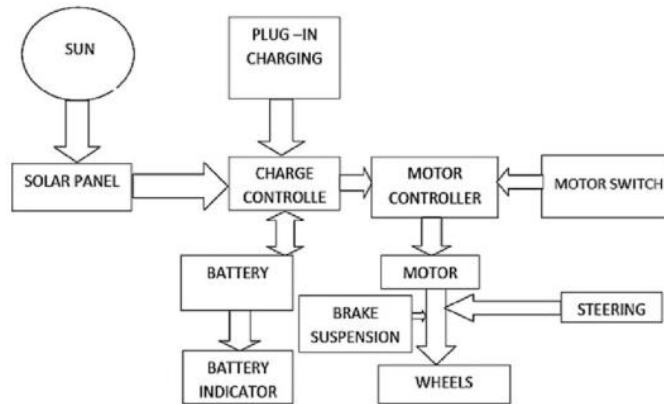 SUN
PLUG –IN
CHARGING
SOLAR PANEL
CHARGE
CONTROLLE
MOTOR
CONTROLLER
MOTOR SWITCH
BATTERY
MOTOR
BRAKE
SUSPENSION
STEERING
BATTERY
INDICATOR
WHEELS